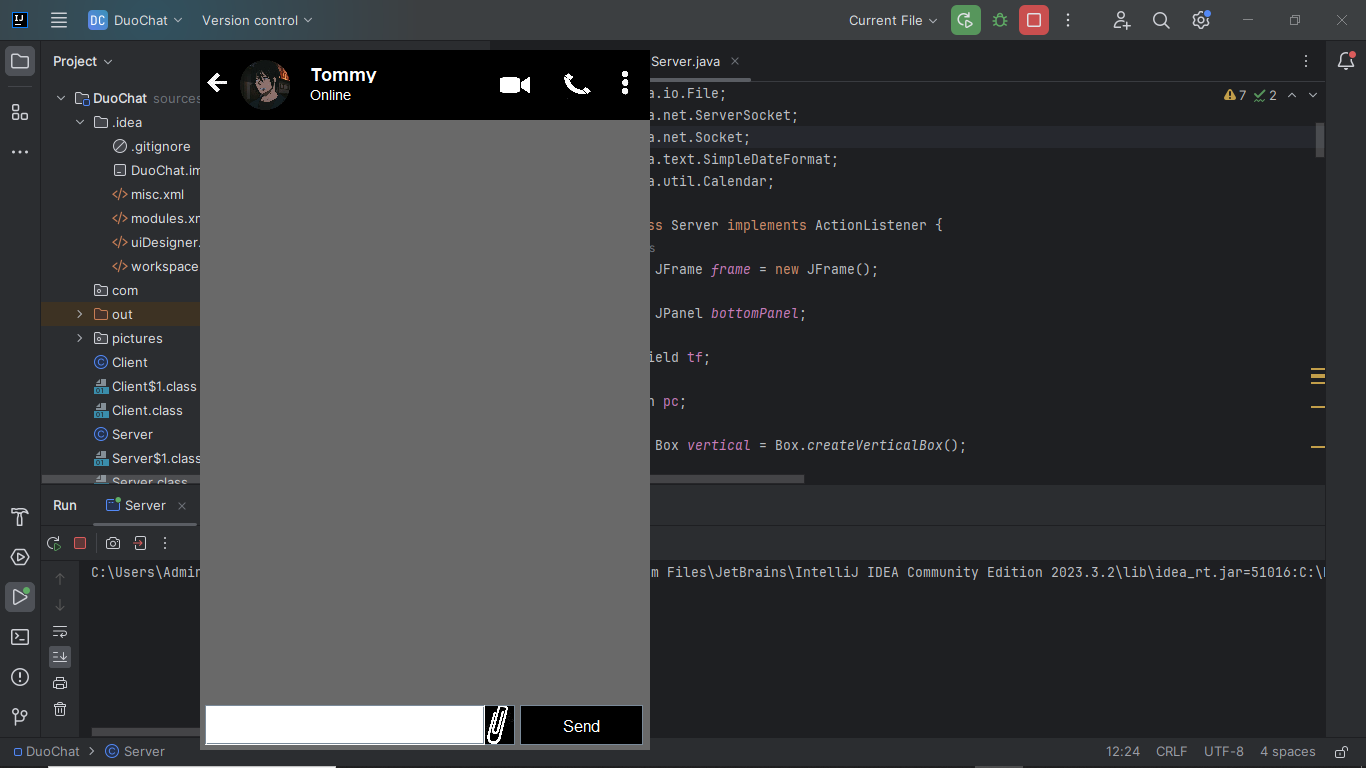 DC DuoChat Version control Current File
Project
Server.java
DuoChat sources
.idea
.gitignore
DuoChat.im
misc.xml
modules.xm
uiDesigner.
workspace
com
out
pictures
Client
Client$1.class
Client.class
Server
Server$1.class
Server.class
Tommy
Online
Send
a.io.File;
a.net.ServerSocket;
a.net.Socket;
a.text.SimpleDateFormat;
a.util.Calendar;
ss Server implements ActionListener {
s
JFrame frame = new JFrame();
JPanel bottomPanel;
ield tf;
n pc;
Box vertical = Box.createVerticalBox();
7 2
Run Server
C:\Users\Admin
m Files\JetBrains\IntelliJ IDEA Community Edition 2023.3.2\lib\idea_rt.jar=51016:C:\
DuoChat Server
12:24 CRLF UTF-8 4 spaces